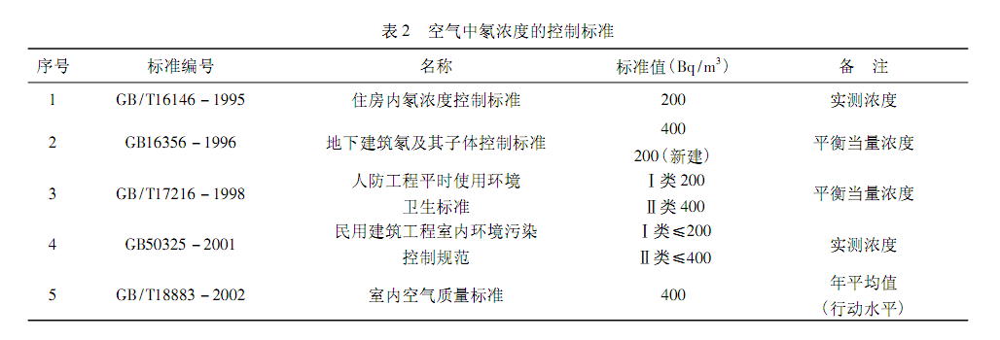 表2 空气中氡浓度的控制标准
序号 标准编号 名称 标准值(Bq/m³) 备 注
1 GB/T16146-1995 住房内氡浓度控制标准 200 实测浓度
2 GB16356-1996 地下建筑氡及其子体控制标准 400 200(新建) 平衡当量浓度
3 GB/T17216-1998 人防工程平时使用环境 Ⅰ类200 平衡当量浓度
卫生标准 Ⅱ类400
4 GB50325-2001 民用建筑工程室内环境污染 Ⅰ类≤200 实测浓度
控制规范 Ⅱ类≤400
5 GB/T18883-2002 室内空气质量标准 400 年平均值
(行动水平)